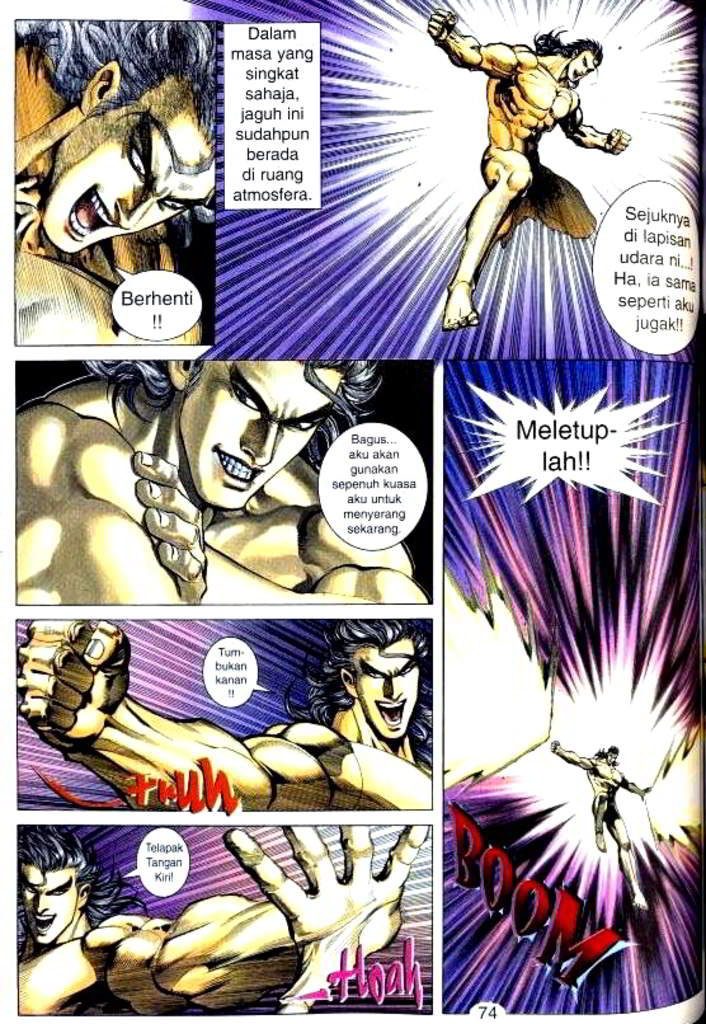 Dalam
masa yang
singkat
sahaja,
jaguh ini
sudahpun
berada
di ruang
atmosfera.
Berhenti
!!
Sejuknya
di lapisan
udara ni...!
Ha, ia sama
seperti aku
jugak!!
Bagus...
aku akan
gunakan
sepenuh kuasa
aku untuk
menyerang
sekarang.
Meletup-
lah!!
Tum-
bukan
kanan
!!
Huh
Telapak
Tangan
Kiri!
Hoah
BOOM
74